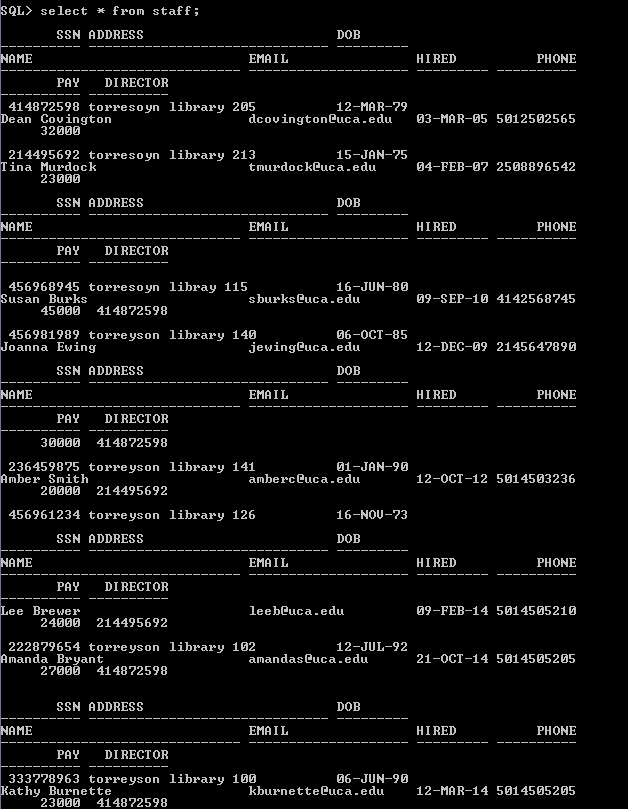 SQL> select * from staff;
SSN ADDRESS DOB
---------- ------------------------------ ---------
NAME EMAIL HIRED PHONE
------------------------------ -------------------- --------- ----------
PAY DIRECTOR
---------- ----------
414872598 torresoyn library 205 12-MAR-79
Dean Covington dcovington@uca.edu 03-MAR-05 5012502565
32000
214495692 torresoyn library 213 15-JAN-75
Tina Murdock tmurdock@uca.edu 04-FEB-07 2508896542
23000
SSN ADDRESS DOB
---------- ------------------------------ ---------
NAME EMAIL HIRED PHONE
------------------------------ -------------------- --------- ----------
PAY DIRECTOR
---------- ----------
456968945 torreson libray 115 16-JUN-80
Susan Burks sburks@uca.edu 09-SEP-10 4142568745
45000 414872598
456981989 torreyson library 140 06-OCT-85
Joanna Ewing jewing@uca.edu 12-DEC-09 2145647890
SSN ADDRESS DOB
---------- ------------------------------ ---------
NAME EMAIL HIRED PHONE
------------------------------ -------------------- --------- ----------
PAY DIRECTOR
---------- ----------
30000 414872598
236459875 torreyson library 141 01-JAN-90
Amber Smith amberc@uca.edu 12-OCT-12 5014503236
20000 214495692
456961234 torreyson library 126 16-NOV-73
SSN ADDRESS DOB
---------- ------------------------------ ---------
NAME EMAIL HIRED PHONE
------------------------------ -------------------- --------- ----------
PAY DIRECTOR
---------- ----------
Lee Brewer leeb@uca.edu 09-FEB-14 5014505210
24000 214495692
222879654 torreyson library 102 12-JUL-92
Amanda Bryant amandas@uca.edu 21-OCT-14 5014505205
27000 414872598
SSN ADDRESS DOB
---------- ------------------------------ ---------
NAME EMAIL HIRED PHONE
------------------------------ -------------------- --------- ----------
PAY DIRECTOR
---------- ----------
333778963 torreyson library 100 06-JUN-90
Kathy Burnette kburnette@uca.edu 12-MAR-14 5014505205
23000 414872598